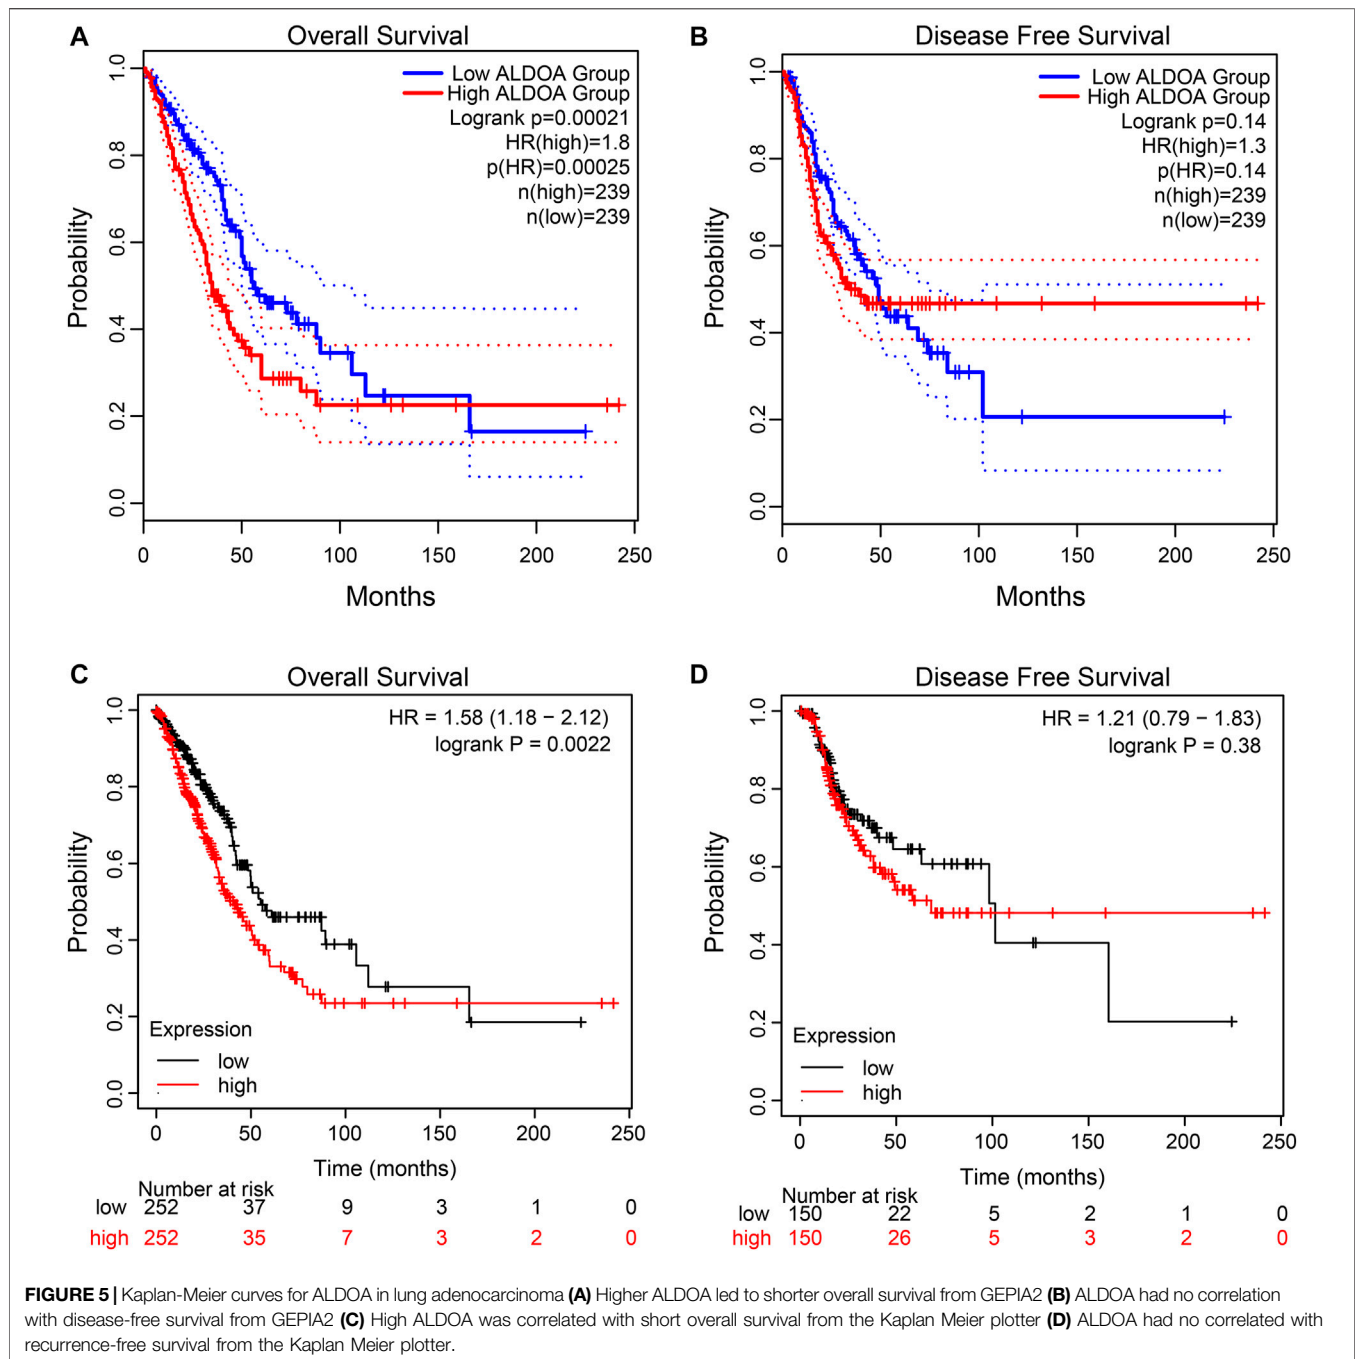 A
Overall Survival
Low ALDOA Group
High ALDOA Group
Logrank p=0.00021
HR(high)=1.8
p(HR)=0.00025
n(high)=239
n(low)=239
Probability
1.0
0.8
0.6
0.4
0.2
0.0
0 50 100 150 200 250
Months
B
Disease Free Survival
Low ALDOA Group
High ALDOA Group
Logrank p=0.14
HR(high)=1.3
p(HR)=0.14
n(high)=239
n(low)=239
Probability
1.0
0.8
0.6
0.4
0.2
0.0
0 50 100 150 200 250
Months
C
Overall Survival
HR = 1.58 (1.18 − 2.12)
logrank P = 0.0022
Probability
1.0
0.8
0.6
0.4
0.2
0.0
Expression
low
high
0 50 100 150 200 250
Time (months)
Number at risk
low 252 37 9 3 1 0
high 252 35 7 3 2 0
D
Disease Free Survival
HR = 1.21 (0.79 − 1.83)
logrank P = 0.38
Probability
1.0
0.8
0.6
0.4
0.2
0.0
Expression
low
high
0 50 100 150 200 250
Time (months)
Number at risk
low 150 22 5 2 1 0
high 150 26 5 3 2 0
FIGURE 5 | Kaplan-Meier curves for ALDOA in lung adenocarcinoma (A) Higher ALDOA led to shorter overall survival from GEPIA2 (B) ALDOA had no correlation
with disease-free survival from GEPIA2 (C) High ALDOA was correlated with short overall survival from the Kaplan Meier plotter (D) ALDOA had no correlated with
recurrence-free survival from the Kaplan Meier plotter.